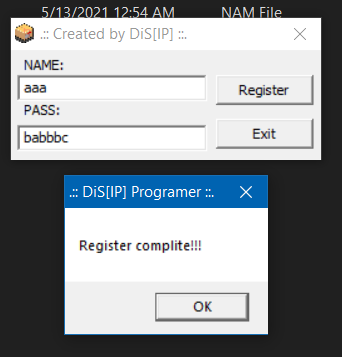 5/13/2021 12:54 AM NAM File
.:: Created by DiS[IP] ::.
NAME:
aaa
Register
PASS:
babbbc
Exit
.:: DiS[IP] Programer ::.
Register complite!!!
OK